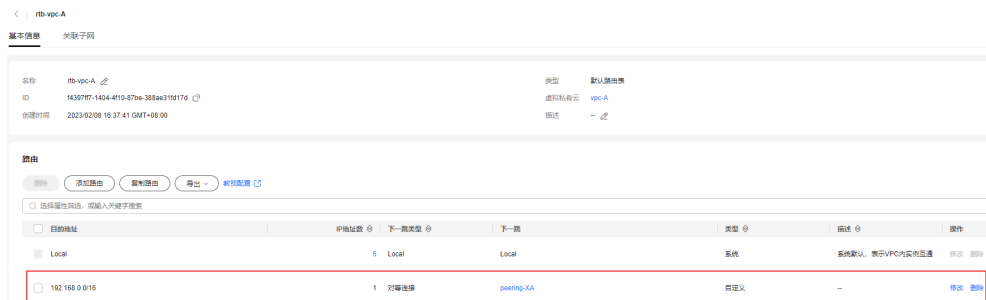 rtb-vpc-A
基本信息 关联子网
名称 rtb-vpc-A 类型 默认路由表
ID f4397ff7-1404-4f10-87be-388ae31fd17d 虚拟私有云 vpc-A
创建时间 2023/02/08 16:37:41 GMT+08:00 描述 --
路由
删除 添加路由 复制路由 导出 教视配置
选择属性筛选，或输入关键字搜索
目的地址 IP地址数 下一跳类型 下一跳 类型 描述 操作
Local 5 Local Local 系统 系统默认，表示VPC内实例互通 修改 删除
192.168.0.0/16 1 对等连接 peering-XA 自定义 -- 修改 删除